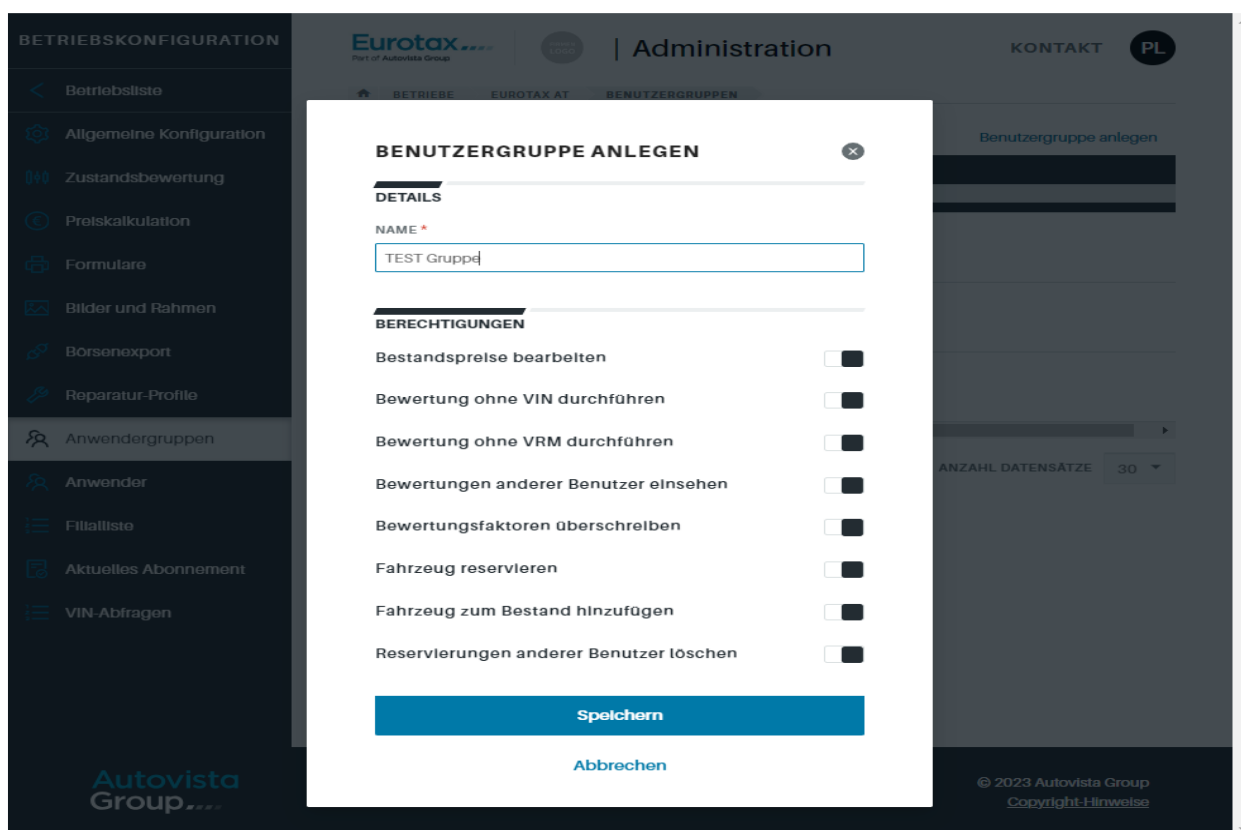 BETRIEBSKONFIGURATION
Betriebsliste
Allgemeine Konfiguration
Zustandsbewertung
Preiskalkulation
Formulare
Bilder und Rahmen
Börsenexport
Reparatur-Profile
Anwendergruppen
Anwender
Filialliste
Aktuelles Abonnement
VIN-Abfragen
Eurotax
Part of Autovista Group
| Administration
KONTAKT
PL
BETRIEBE EUROTAX AT BENUTZERGRUPPEN
Benutzergruppe anlegen
BENUTZERGRUPPE ANLEGEN
DETAILS
NAME *
TEST Gruppe
BERECHTIGUNGEN
Bestandspreise bearbeiten
Bewertung ohne VIN durchführen
Bewertung ohne VRM durchführen
Bewertungen anderer Benutzer einsehen
Bewertungsfaktoren überschreiben
Fahrzeug reservieren
Fahrzeug zum Bestand hinzufügen
Reservierungen anderer Benutzer löschen
Speichern
Abbrechen
ANZAHL DATENSÄTZE 30
Autovista
Group
© 2023 Autovista Group
Copyright-Hinweise